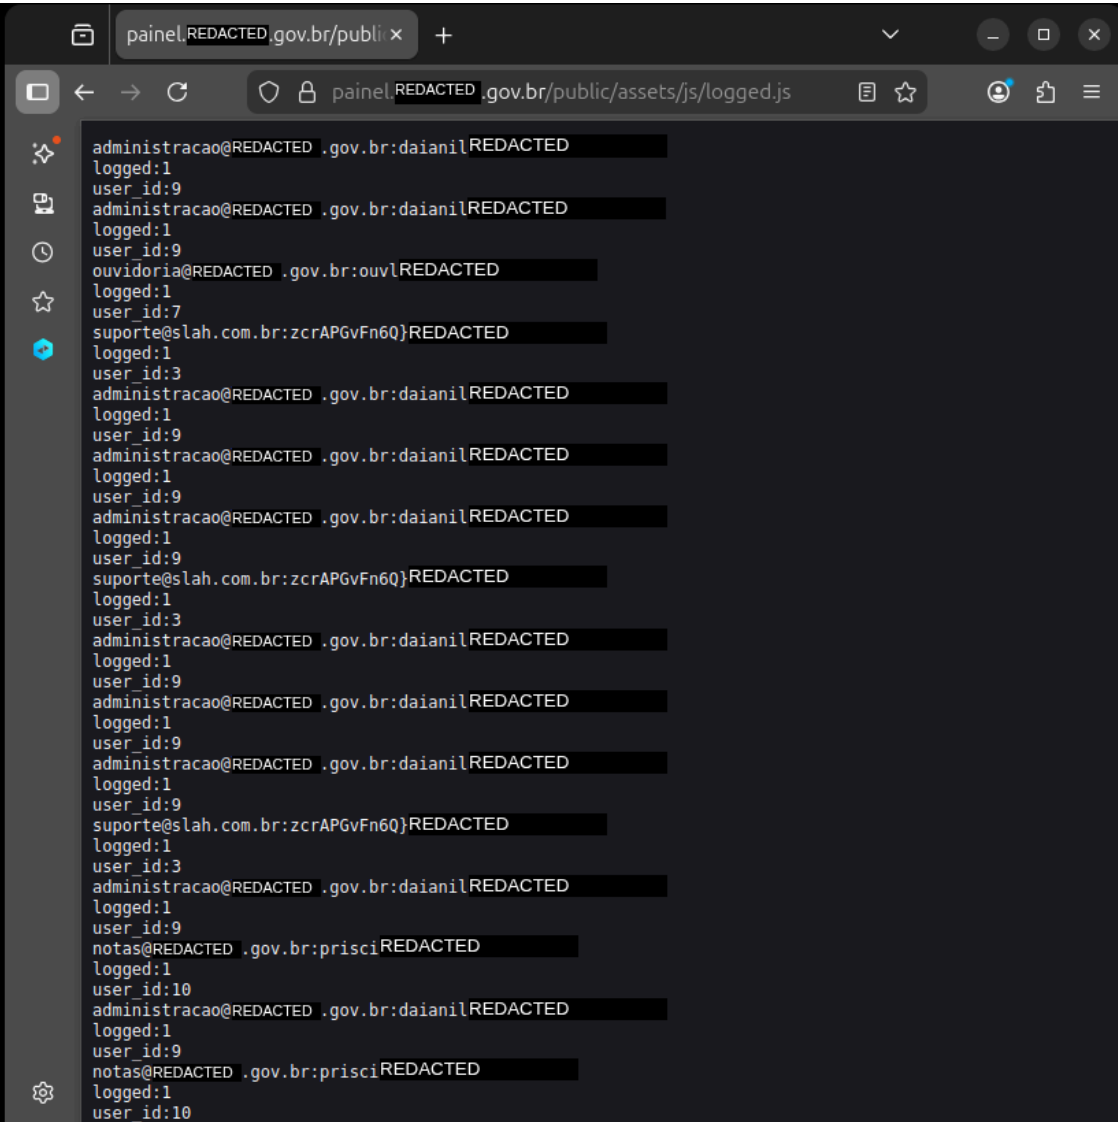 painel.REDACTED.gov.br/publi
painel.REDACTED.gov.br/public/assets/js/logged.js
administracao@REDACTED.gov.br:daianilREDACTED
logged:1
user_id:9
administracao@REDACTED.gov.br:daianilREDACTED
logged:1
user_id:9
ouvidoria@REDACTED.gov.br:ouvlREDACTED
logged:1
user_id:7
suporte@slah.com.br:zcrAPGvFn6Q}REDACTED
logged:1
user_id:3
administracao@REDACTED.gov.br:daianilREDACTED
logged:1
user_id:9
administracao@REDACTED.gov.br:daianilREDACTED
logged:1
user_id:9
administracao@REDACTED.gov.br:daianilREDACTED
logged:1
user_id:9
suporte@slah.com.br:zcrAPGvFn6Q}REDACTED
logged:1
user_id:3
administracao@REDACTED.gov.br:daianilREDACTED
logged:1
user_id:9
administracao@REDACTED.gov.br:daianilREDACTED
logged:1
user_id:9
administracao@REDACTED.gov.br:daianilREDACTED
logged:1
user_id:9
suporte@slah.com.br:zcrAPGvFn6Q}REDACTED
logged:1
user_id:3
administracao@REDACTED.gov.br:daianilREDACTED
logged:1
user_id:9
notas@REDACTED.gov.br:prisciREDACTED
logged:1
user_id:10
administracao@REDACTED.gov.br:daianilREDACTED
logged:1
user_id:9
notas@REDACTED.gov.br:prisciREDACTED
logged:1
user_id:10